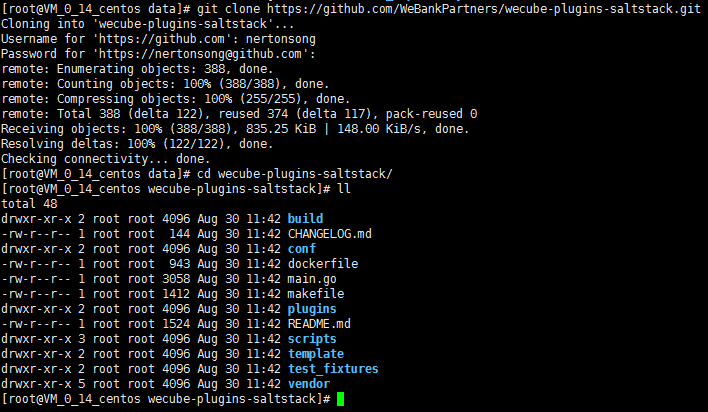 [root@VM_0_14_centos data]# git clone https://github.com/WeBankPartners/wecube-plugins-saltstack.git
Cloning into 'wecube-plugins-saltstack'...
Username for 'https://github.com': nertonsong
Password for 'https://nertonsong@github.com':
remote: Enumerating objects: 388, done.
remote: Counting objects: 100% (388/388), done.
remote: Compressing objects: 100% (255/255), done.
remote: Total 388 (delta 122), reused 374 (delta 117), pack-reused 0
Receiving objects: 100% (388/388), 835.25 KiB | 148.00 KiB/s, done.
Resolving deltas: 100% (122/122), done.
Checking connectivity... done.
[root@VM_0_14_centos data]# cd wecube-plugins-saltstack/
[root@VM_0_14_centos wecube-plugins-saltstack]# ll
total 48
drwxr-xr-x 2 root root 4096 Aug 30 11:42 build
-rw-r--r-- 1 root root  144 Aug 30 11:42 CHANGELOG.md
drwxr-xr-x 2 root root 4096 Aug 30 11:42 conf
-rw-r--r-- 1 root root  943 Aug 30 11:42 dockerfile
-rw-r--r-- 1 root root 3058 Aug 30 11:42 main.go
-rw-r--r-- 1 root root 1412 Aug 30 11:42 makefile
drwxr-xr-x 2 root root 4096 Aug 30 11:42 plugins
-rw-r--r-- 1 root root 1524 Aug 30 11:42 README.md
drwxr-xr-x 3 root root 4096 Aug 30 11:42 scripts
drwxr-xr-x 2 root root 4096 Aug 30 11:42 template
drwxr-xr-x 2 root root 4096 Aug 30 11:42 test_fixtures
drwxr-xr-x 5 root root 4096 Aug 30 11:42 vendor
[root@VM_0_14_centos wecube-plugins-saltstack]#